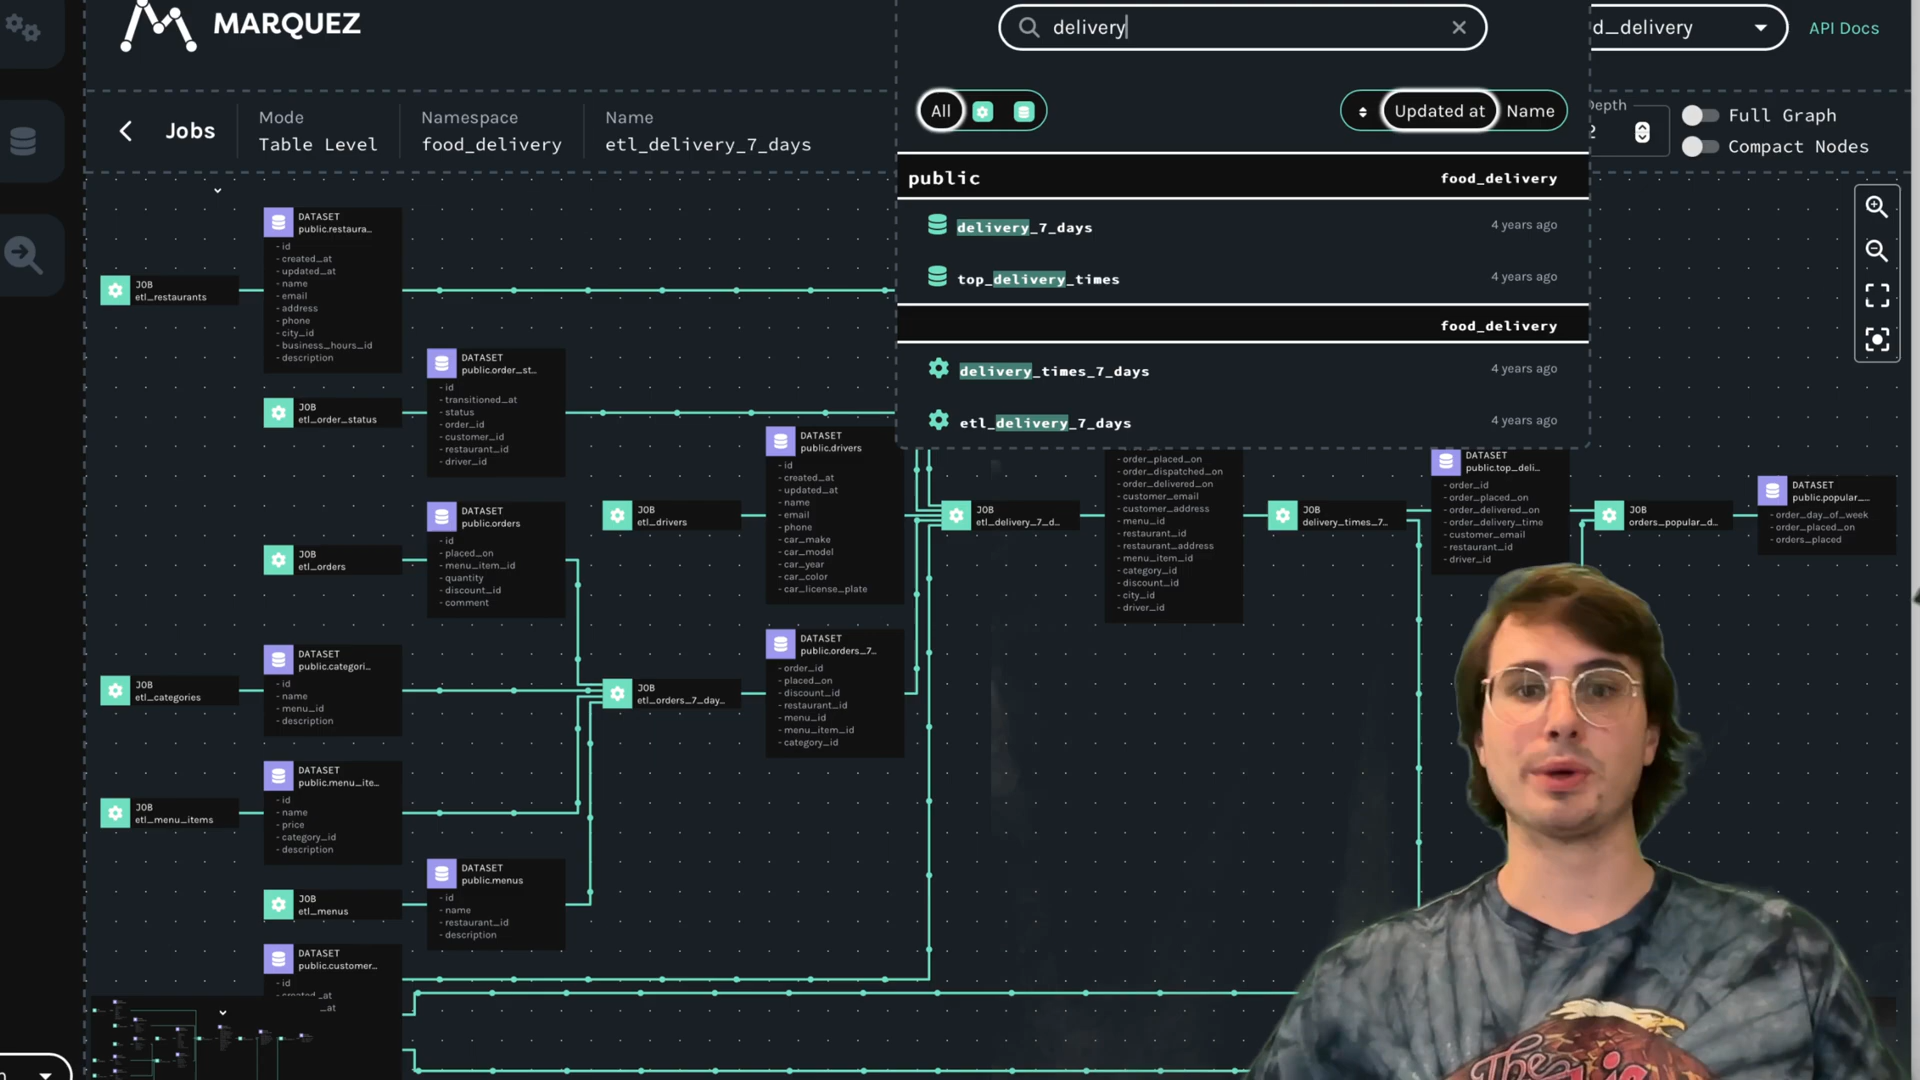 MARQUEZ
delivery
d_delivery
API Docs
Jobs
Mode
Table Level
Namespace
food_delivery
Name
etl_delivery_7_days
All
Updated at
Name
Depth
2
Full Graph
Compact Nodes
public
food_delivery
delivery_7_days
4 years ago
top_delivery_times
4 years ago
food_delivery
delivery_times_7_days
4 years ago
etl_delivery_7_days
4 years ago
JOB
etl_restaurants
DATASET
public.restaura...
- id
- created_at
- updated_at
- name
- email
- address
- phone
- city_id
- business_hours_id
- description
JOB
etl_order_status
DATASET
public.order_st...
- id
- transitioned_at
- status
- order_id
- customer_id
- restaurant_id
- driver_id
JOB
etl_orders
DATASET
public.orders
- id
- placed_on
- menu_item_id
- quantity
- discount_id
- comment
JOB
etl_drivers
DATASET
public.drivers
- id
- created_at
- updated_at
- name
- email
- phone
- car_make
- car_model
- car_year
- car_color
- car_license_plate
JOB
etl_categories
DATASET
public.categori...
- id
- name
- menu_id
- description
JOB
etl_orders_7_day...
DATASET
public.orders_7...
- order_id
- placed_on
- discount_id
- restaurant_id
- menu_id
- menu_item_id
- category_id
JOB
etl_menu_items
DATASET
public.menu_ite...
- id
- name
- price
- category_id
- description
JOB
etl_menus
DATASET
public.menus
- id
- name
- restaurant_id
- description
DATASET
public.customer...
- id
- created_at
_at
JOB
etl_delivery_7_d...
- order_placed_on
- order_dispatched_on
- order_delivered_on
- customer_email
- customer_address
- menu_id
- restaurant_id
- restaurant_address
- menu_item_id
- category_id
- discount_id
- city_id
- driver_id
JOB
delivery_times_7...
DATASET
public.top_deli...
- order_id
- order_placed_on
- order_delivered_on
- order_delivery_time
- customer_email
- restaurant_id
- driver_id
JOB
orders_popular_d...
DATASET
public.popular_...
- order_day_of_week
- order_placed_on
- orders_placed
The